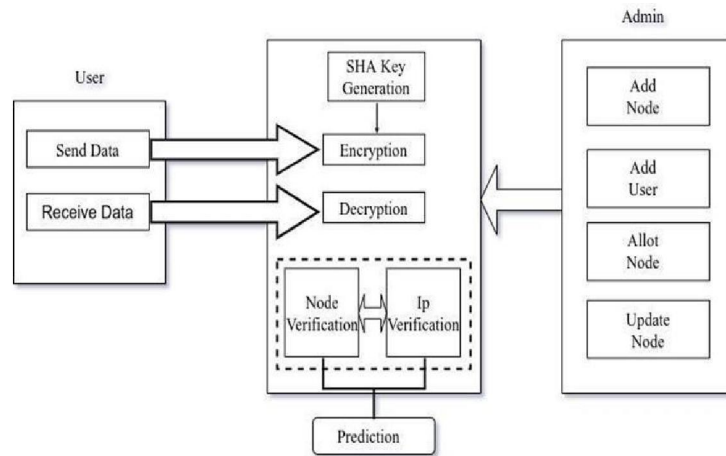 User
Send Data
Receive Data
SHA Key
Generation
Encryption
Decryption
Node
Verification
Ip
Verification
Prediction
Admin
Add
Node
Add
User
Allot
Node
Update
Node